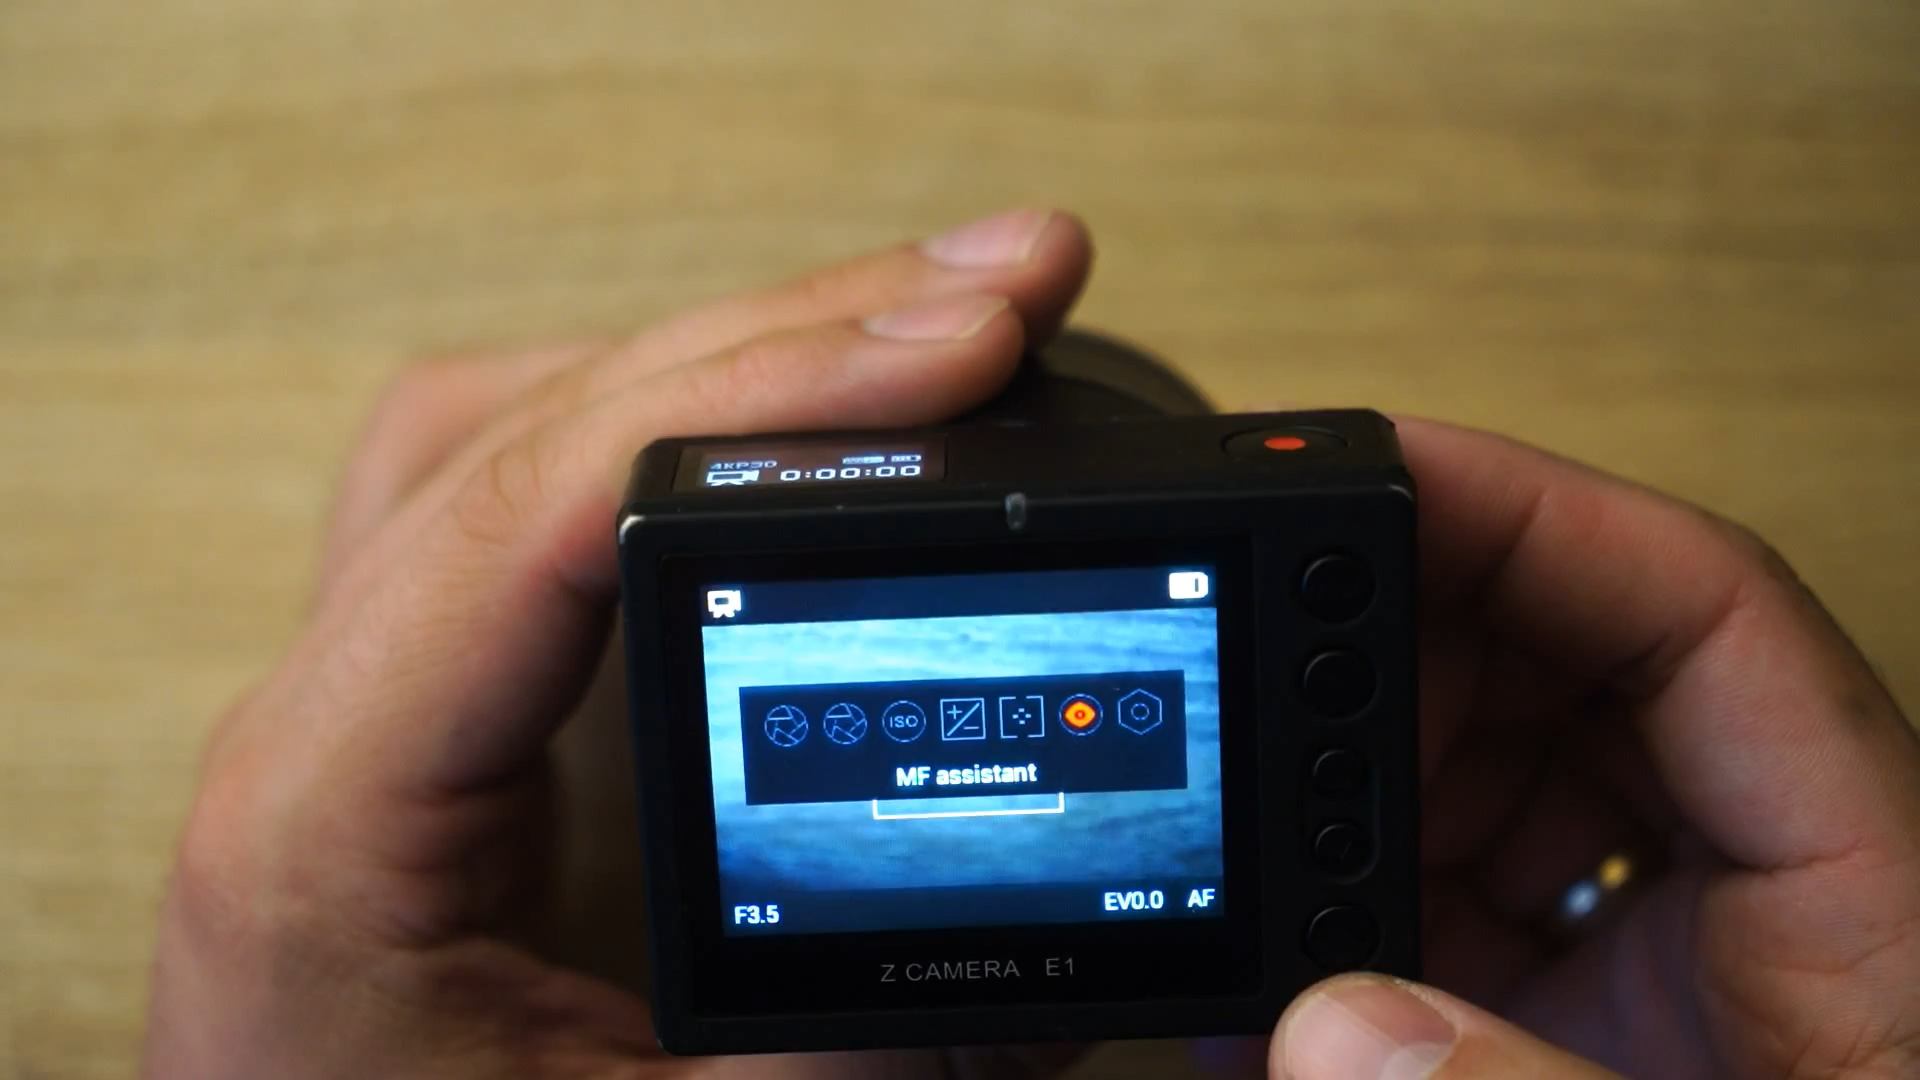 4KP30
0:00:00
ISO
MF assistant
F3.5 EV0.0 AF
Z CAMERA E1